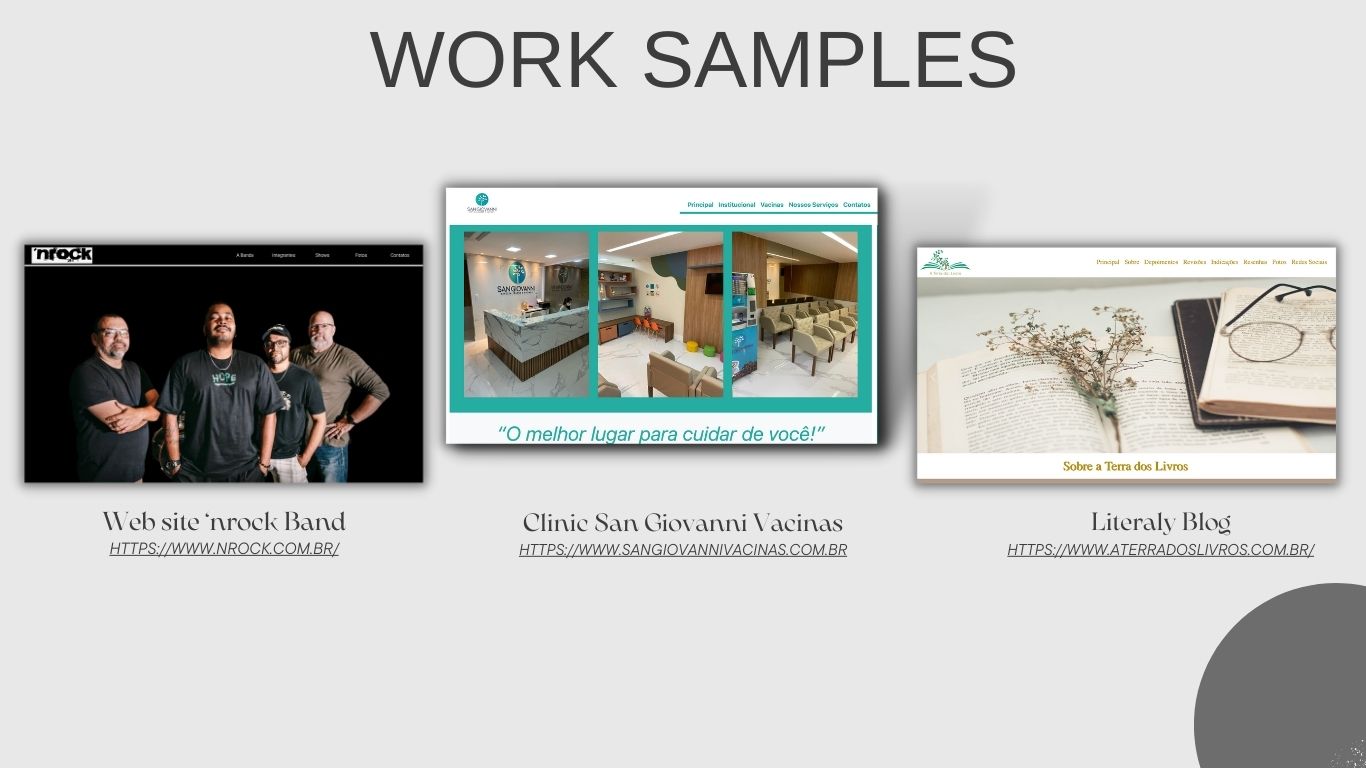 WORK SAMPLES
'nrock
A Banda Integrantes Shows Fotos Contatos
HOPE
Web site ‘nrock Band
HTTPS://WWW.NROCK.COM.BR/
SAN GIOVANNI
Principal Institucional Vacinas Nossos Serviços Contatos
SAN GIOVANNI
“O melhor lugar para cuidar de você!”
Clinic San Giovanni Vacinas
HTTPS://WWW.SANGIOVANNIVACINAS.COM.BR
A Terra dos Livros
Principal Sobre Depoimentos Revisões Indicações Resenhas Fotos Redes Sociais
Sobre a Terra dos Livros
Literaly Blog
HTTPS://WWW.ATERRADOSLIVROS.COM.BR/